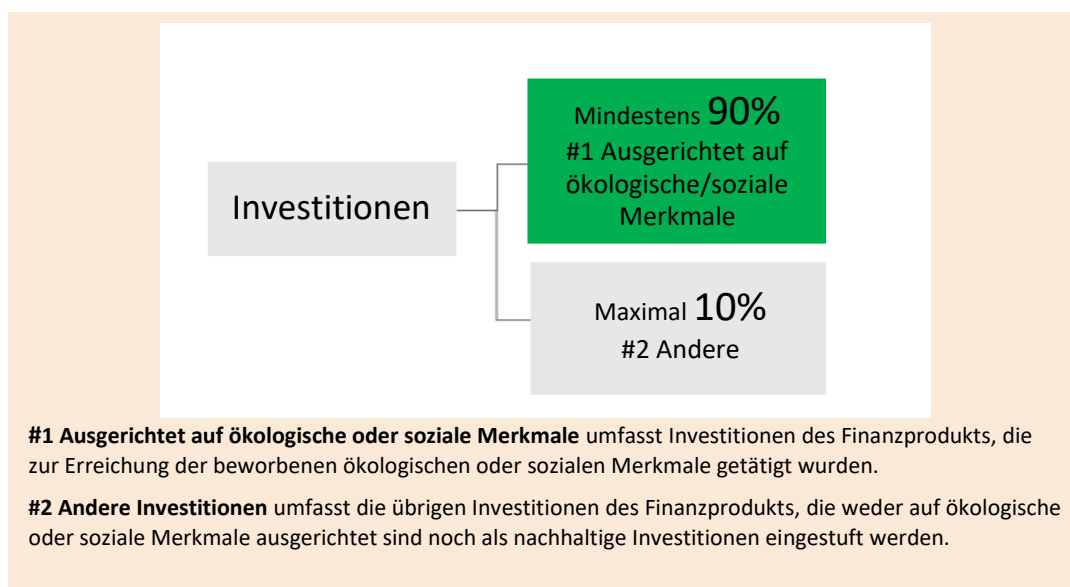 Investitionen
Mindestens 90%
#1 Ausgerichtet auf
ökologische/soziale
Merkmale
Maximal 10%
#2 Andere
#1 Ausgerichtet auf ökologische oder soziale Merkmale umfasst Investitionen des Finanzprodukts, die
zur Erreichung der beworbenen ökologischen oder sozialen Merkmale getätigt wurden.
#2 Andere Investitionen umfasst die übrigen Investitionen des Finanzprodukts, die weder auf ökologische
oder soziale Merkmale ausgerichtet sind noch als nachhaltige Investitionen eingestuft werden.